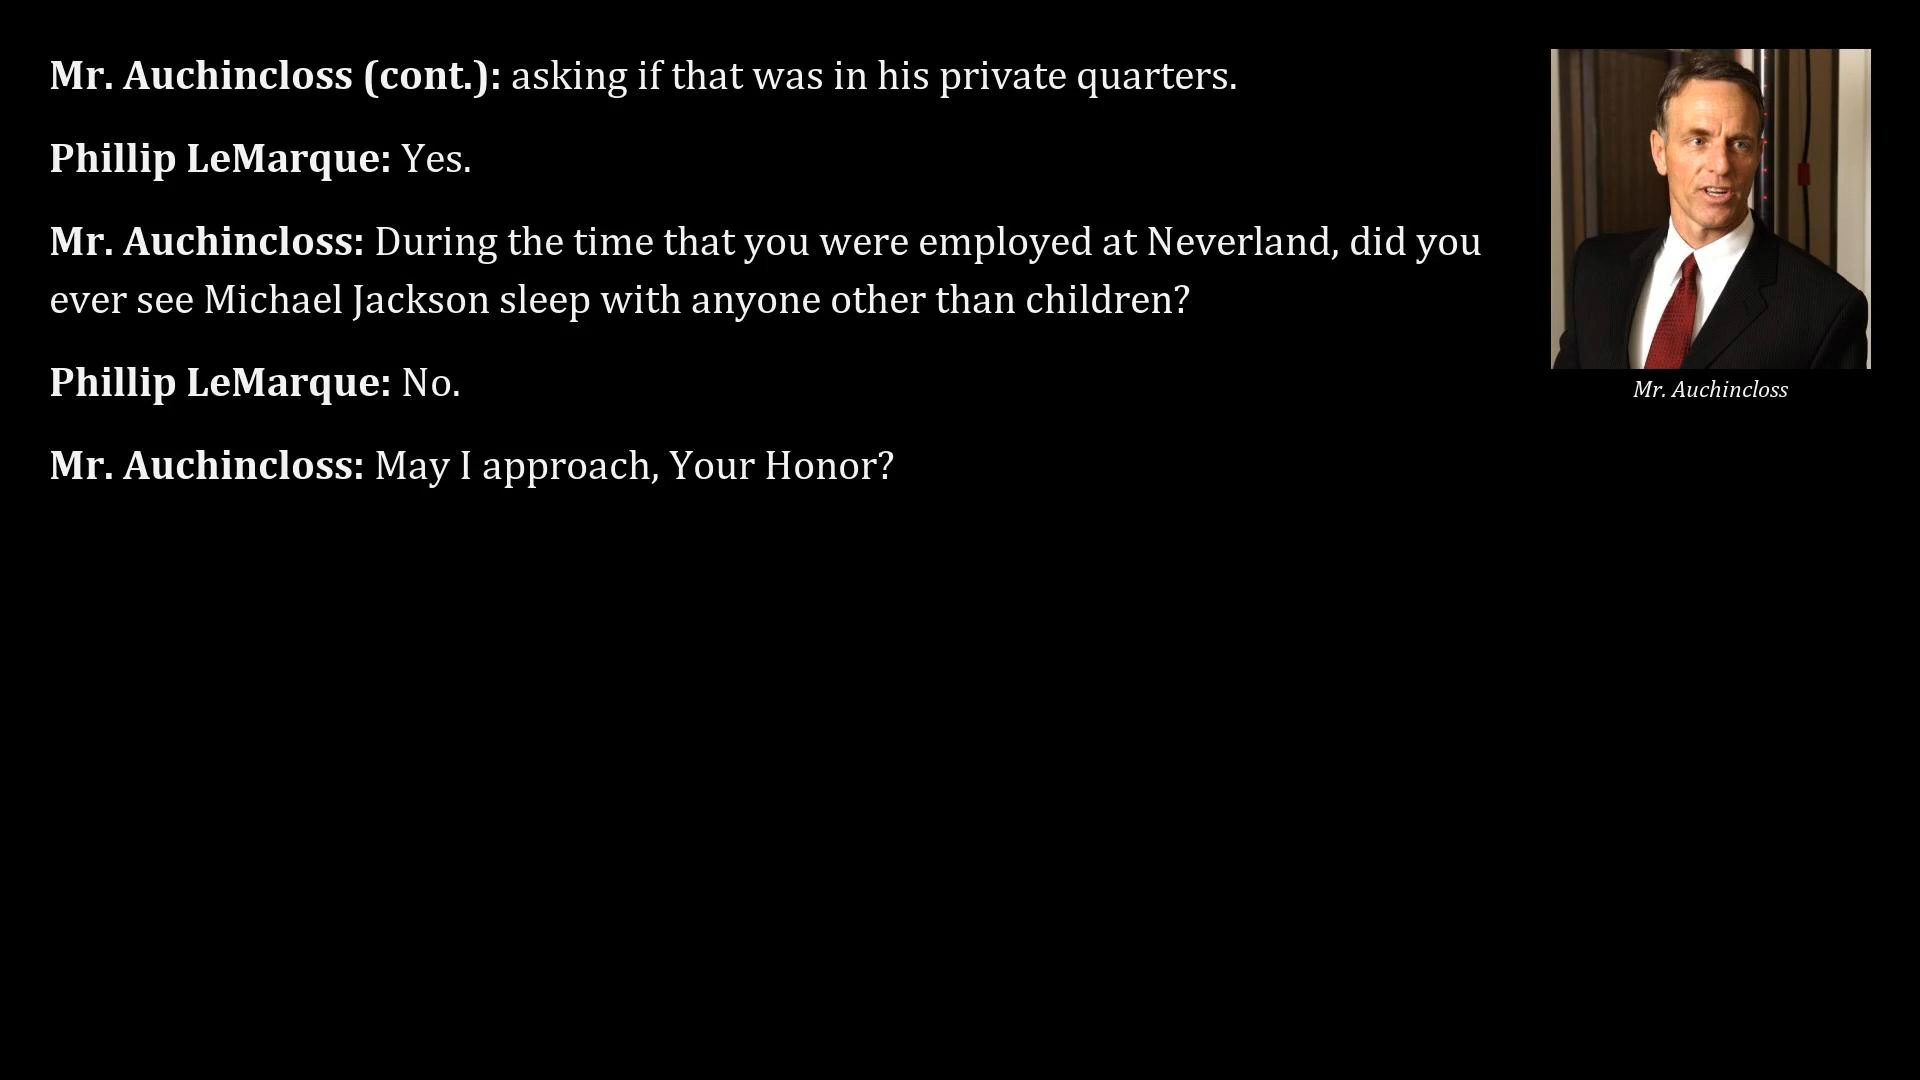 Mr. Auchincloss (cont.): asking if that was in his private quarters.
Phillip LeMarque: Yes.
Mr. Auchincloss: During the time that you were employed at Neverland, did you
ever see Michael Jackson sleep with anyone other than children?
Phillip LeMarque: No.
Mr. Auchincloss: May I approach, Your Honor?
Mr. Auchincloss